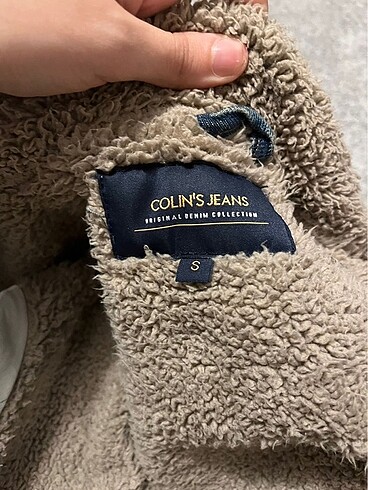 COLIN'S JEANS
ORIGINAL DENIM COLLECTION
S